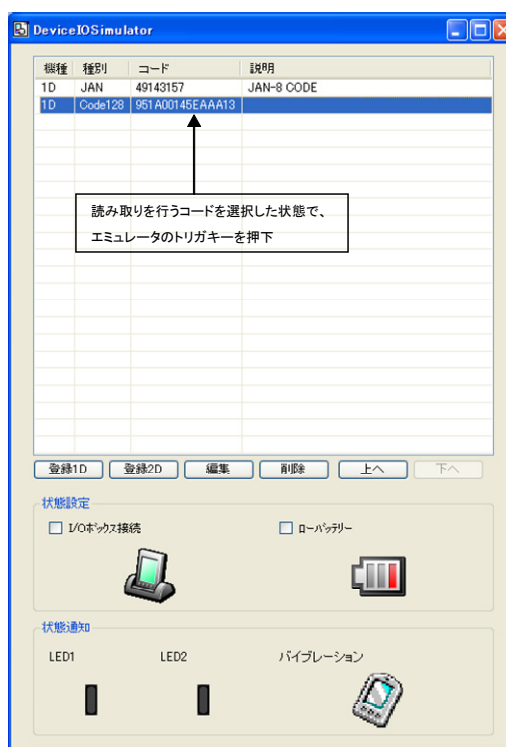 DeviceIOSimulator
機種 種別 コード 説明
1D JAN 49143157 JAN-8 CODE
1D Code128 951A00145EAAA13
読み取りを行うコードを選択した状態で、
エミュレータのトリガキーを押下
登録1D 登録2D 編集 削除 上へ 下へ
状態設定
I/Oボックス接続 ローバッテリー
状態通知
LED1 LED2 バイブレーション